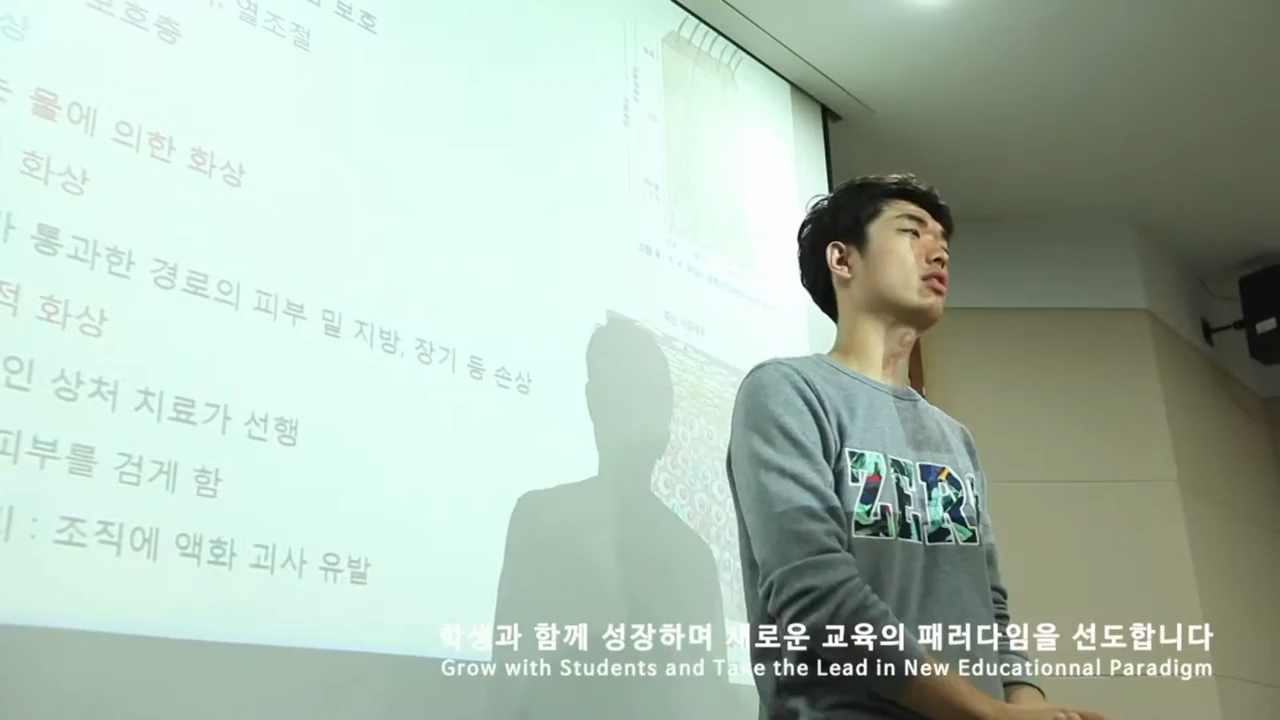 보호
열조절
보호층
물에 의한 화상
화상
통과한 경로의 피부 밑 지방, 장기 등 손상
적 화상
인 상처 치료가 선행
피부를 검게 함
: 조직에 액화 괴사 유발
ZERO
학생과 함께 성장하며 새로운 교육의 패러다임을 선도합니다
Grow with Students and Take the Lead in New Educationnal Paradigm